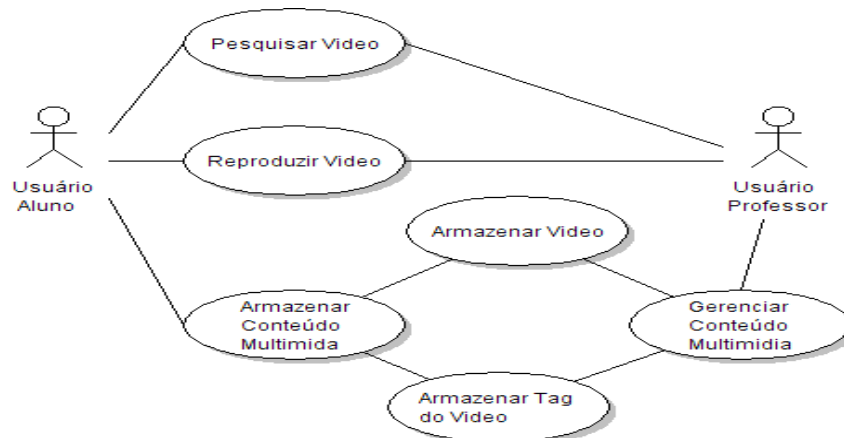 Pesquisar Video
Reproduzir Video
Usuário
Aluno
Usuário
Professor
Armazenar Video
Armazenar
Conteúdo
Multimida
Gerenciar
Conteúdo
Multimidia
Armazenar Tag
do Video